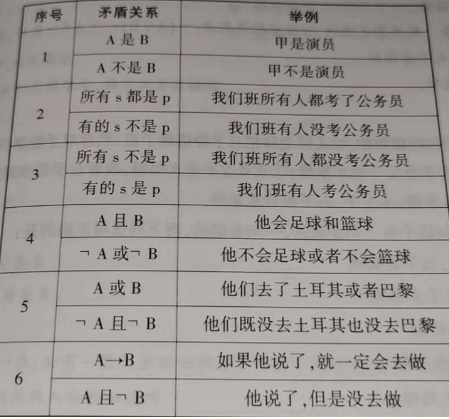 序号 矛盾关系 举例
1 A 是 B 甲是演员
A 不是 B 甲不是演员
2 所有 s 都是 p 我们班所有人都考了公务员
有的 s 不是 p 我们班有人没考公务员
3 所有 s 不是 p 我们班所有人都没考公务员
有的 s 是 p 我们班有人考公务员
4 A 且 B 他会足球和篮球
¬ A 或¬ B 他不会足球或者不会篮球
5 A 或 B 他们去了土耳其或者巴黎
¬ A 且¬ B 他们既没去土耳其也没去巴黎
6 A→B 如果他说了,就一定会去做
A 且¬ B 他说了,但是没去做